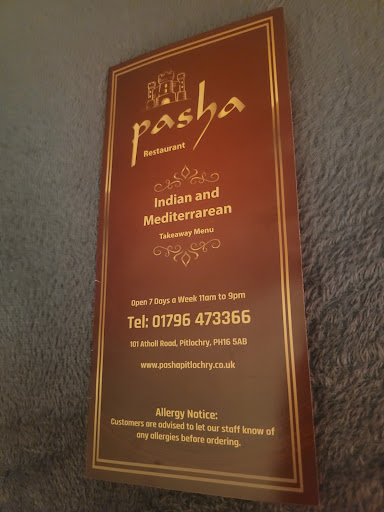 pasha
Restaurant
Indian and
Mediterrarean
Takeaway Menu
Open 7 Days a Week 11am to 9pm
Tel: 01796 473366
101 Atholl Road, Pitlochry, PH16 5AB
www.pashapitlochry.co.uk
Allergy Notice:
Customers are advised to let our staff know of
any allergies before ordering.